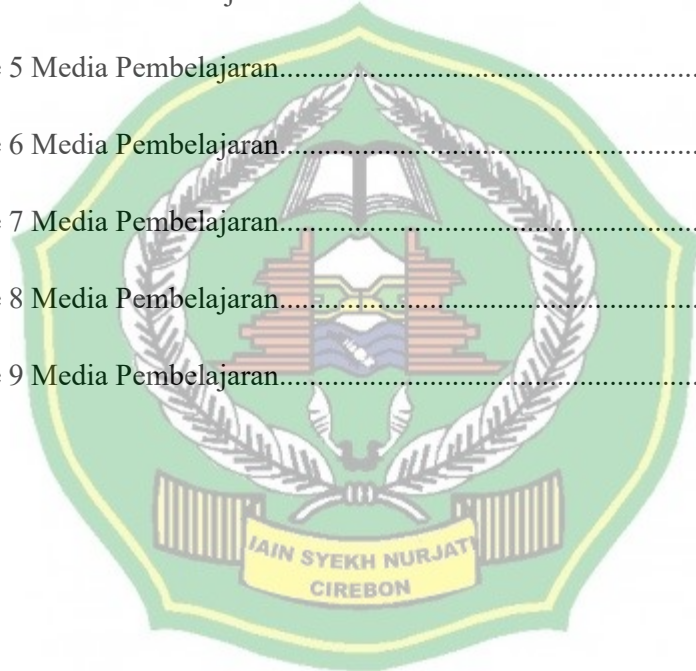 5 Media Pembelajaran........................................................
6 Media Pembelajaran........................................................
7 Media Pembelajaran........................................................
8 Media Pembelajaran........................................................
9 Media Pembelajaran........................................................
IAIN SYEKH NURJATI
CIREBON